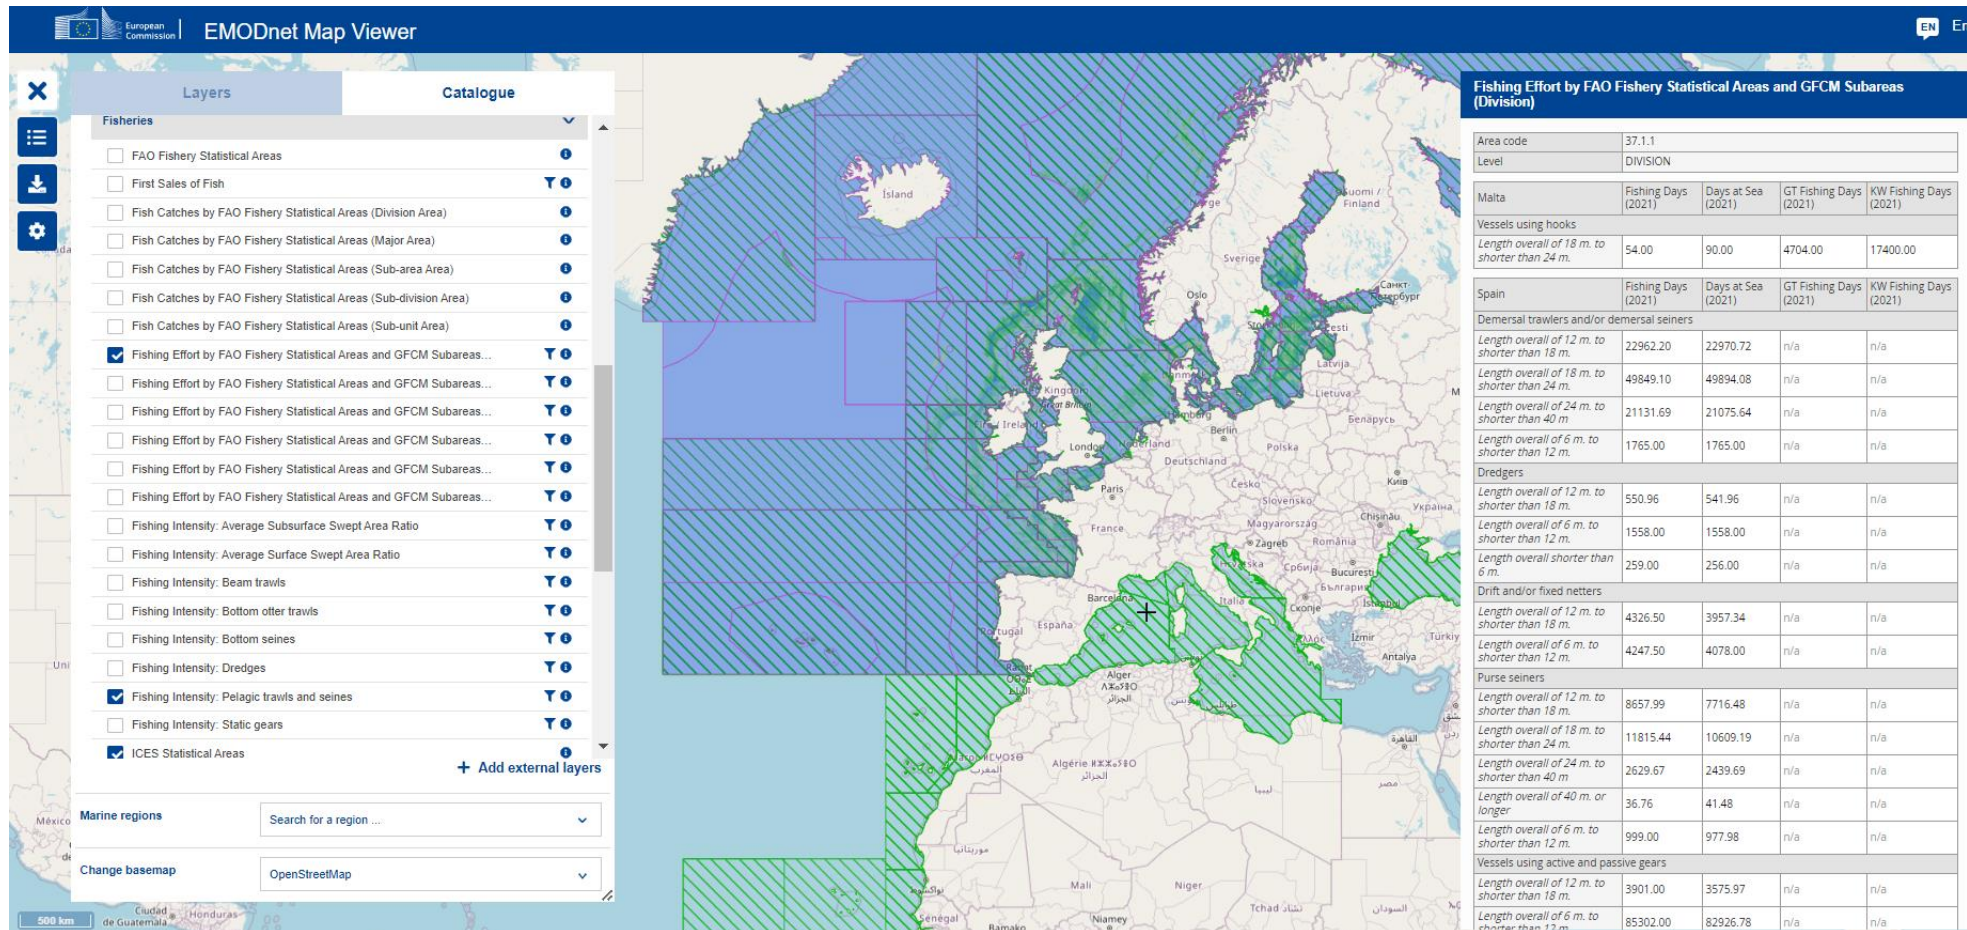 European
Commission
EMODnet Map Viewer
EN
Layers
Catalogue
Fisheries
FAO Fishery Statistical Areas
First Sales of Fish
Fish Catches by FAO Fishery Statistical Areas (Division Area)
Fish Catches by FAO Fishery Statistical Areas (Major Area)
Fish Catches by FAO Fishery Statistical Areas (Sub-area Area)
Fish Catches by FAO Fishery Statistical Areas (Sub-division Area)
Fish Catches by FAO Fishery Statistical Areas (Sub-unit Area)
Fishing Effort by FAO Fishery Statistical Areas and GFCM Subareas...
Fishing Effort by FAO Fishery Statistical Areas and GFCM Subareas...
Fishing Effort by FAO Fishery Statistical Areas and GFCM Subareas...
Fishing Effort by FAO Fishery Statistical Areas and GFCM Subareas...
Fishing Effort by FAO Fishery Statistical Areas and GFCM Subareas...
Fishing Effort by FAO Fishery Statistical Areas and GFCM Subareas...
Fishing Intensity: Average Subsurface Swept Area Ratio
Fishing Intensity: Average Surface Swept Area Ratio
Fishing Intensity: Beam trawls
Fishing Intensity: Bottom otter trawls
Fishing Intensity: Bottom seines
Fishing Intensity: Dredges
Fishing Intensity: Pelagic trawls and seines
Fishing Intensity: Static gears
ICES Statistical Areas
+ Add external layers
Marine regions
Search for a region ...
Change basemap
OpenStreetMap
500 km
México
Ciudad
de Guatemala
Honduras
Ísland
Suomi /
Finland
Sverige
Oslo
Санкт-
Latvija
Lietuva
Беларусь
Hamburg
Berlin
Polska
London
Nederland
Deutschland
Київ
Paris
Česko
Slovensko
Україна
France
Magyarország
Chișinău
Zagreb
România
Србија
București
България
Barcelona
Italia
Скопје
İstanbul
España
Portugal
İzmir
Antalya
Alger
الجزائر
القاهرة
المغرب
الجزائر
ليبيا
مصر
موريتانيا
Mali
Niger
السودان
Senegal
Niamey
Bamako
Fishing Effort by FAO Fishery Statistical Areas and GFCM Subareas
(Division)
Area code 37.1.1
Level DIVISION
Malta Fishing Days (2021) Days at Sea (2021) GT Fishing Days (2021) KW Fishing Days (2021)
Vessels using hooks
Length overall of 18 m. to shorter than 24 m. 54.00 90.00 4704.00 17400.00
Spain Fishing Days (2021) Days at Sea (2021) GT Fishing Days (2021) KW Fishing Days (2021)
Demersal trawlers and/or demersal seiners
Length overall of 12 m. to shorter than 18 m. 22962.20 22970.72 n/a n/a
Length overall of 18 m. to shorter than 24 m. 49849.10 49894.08 n/a n/a
Length overall of 24 m. to shorter than 40 m 21131.69 21075.64 n/a n/a
Length overall of 6 m. to shorter than 12 m. 1765.00 1765.00 n/a n/a
Dredgers
Length overall of 12 m. to shorter than 18 m. 550.96 541.96 n/a n/a
Length overall of 6 m. to shorter than 12 m. 1558.00 1558.00 n/a n/a
Length overall shorter than 6 m. 259.00 256.00 n/a n/a
Drift and/or fixed netters
Length overall of 12 m. to shorter than 18 m. 4326.50 3957.34 n/a n/a
Length overall of 6 m. to shorter than 12 m. 4247.50 4078.00 n/a n/a
Purse seiners
Length overall of 12 m. to shorter than 18 m. 8657.99 7716.48 n/a n/a
Length overall of 18 m. to shorter than 24 m. 11815.44 10609.19 n/a n/a
Length overall of 24 m. to shorter than 40 m 2629.67 2439.69 n/a n/a
Length overall of 40 m. or longer 36.76 41.48 n/a n/a
Length overall of 6 m. to shorter than 12 m. 999.00 977.98 n/a n/a
Vessels using active and passive gears
Length overall of 12 m. to shorter than 18 m. 3901.00 3575.97 n/a n/a
Length overall of 6 m. to shorter than 12 m. 85302.00 82926.78 n/a n/a